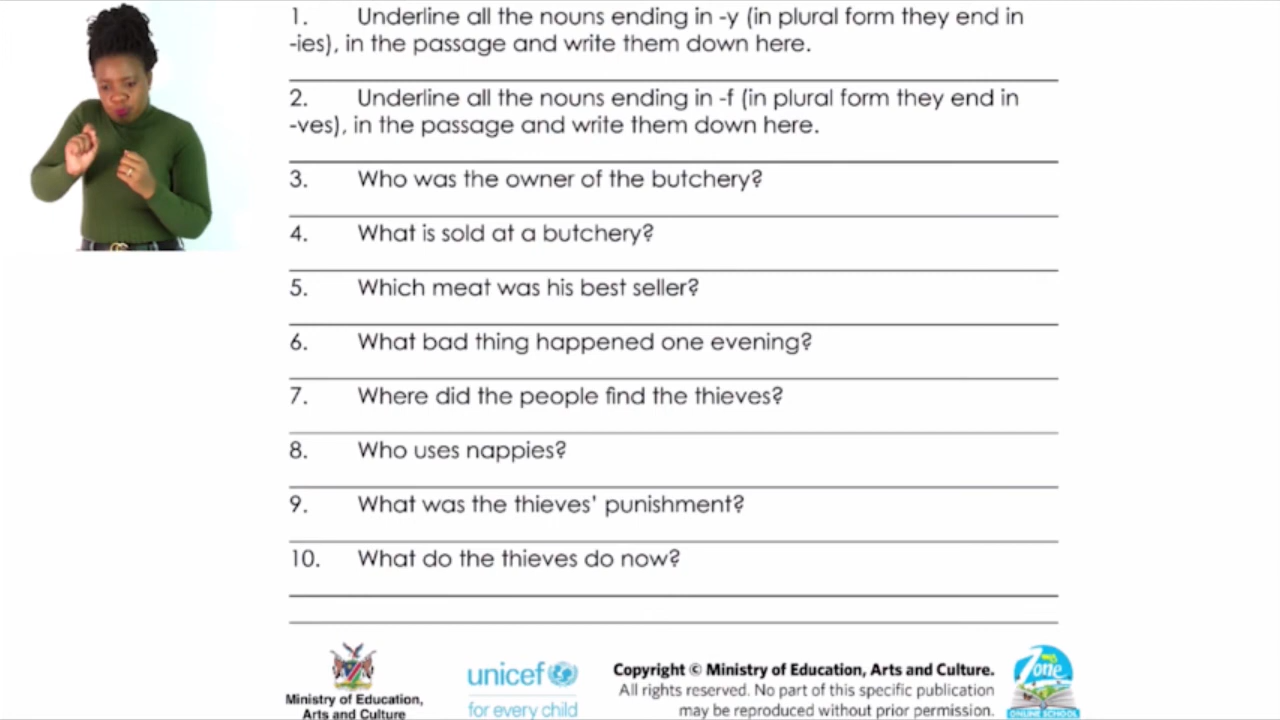 1. Underline all the nouns ending in -y (in plural form they end in
-ies), in the passage and write them down here.
2. Underline all the nouns ending in -f (in plural form they end in
-ves), in the passage and write them down here.
3. Who was the owner of the butchery?
4. What is sold at a butchery?
5. Which meat was his best seller?
6. What bad thing happened one evening?
7. Where did the people find the thieves?
8. Who uses nappies?
9. What was the thieves' punishment?
10. What do the thieves do now?
Ministry of Education,
Arts and Culture
unicef
for every child
Copyright © Ministry of Education, Arts and Culture.
All rights reserved. No part of this specific publication
may be reproduced without prior permission.
my
Zone
ONLINE SCHOOL